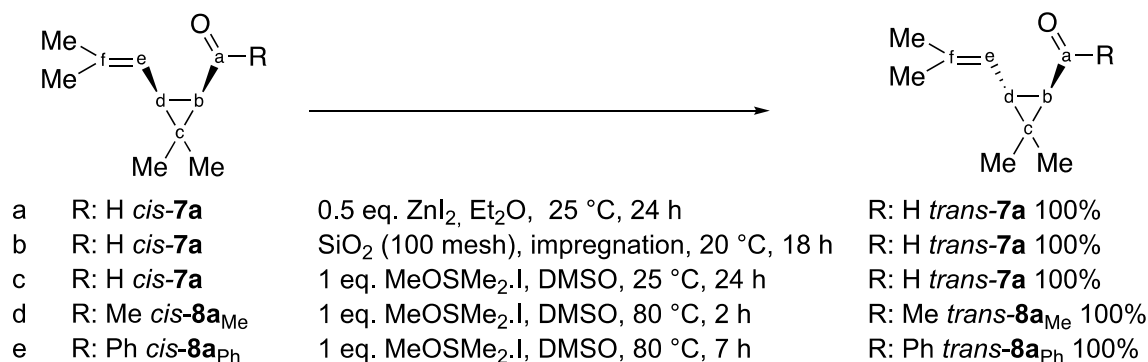 Me
Me
f
e
O
a
R
d
b
c
Me
Me
Me
Me
f
e
O
a
R
d
b
c
Me
Me
a R: H cis-7a 0.5 eq. ZnI2, Et2O, 25 °C, 24 h R: H trans-7a 100%
b R: H cis-7a SiO2 (100 mesh), impregnation, 20 °C, 18 h R: H trans-7a 100%
c R: H cis-7a 1 eq. MeOSMe2.I, DMSO, 25 °C, 24 h R: H trans-7a 100%
d R: Me cis-8aMe 1 eq. MeOSMe2.I, DMSO, 80 °C, 2 h R: Me trans-8aMe 100%
e R: Ph cis-8aPh 1 eq. MeOSMe2.I, DMSO, 80 °C, 7 h R: Ph trans-8aPh 100%